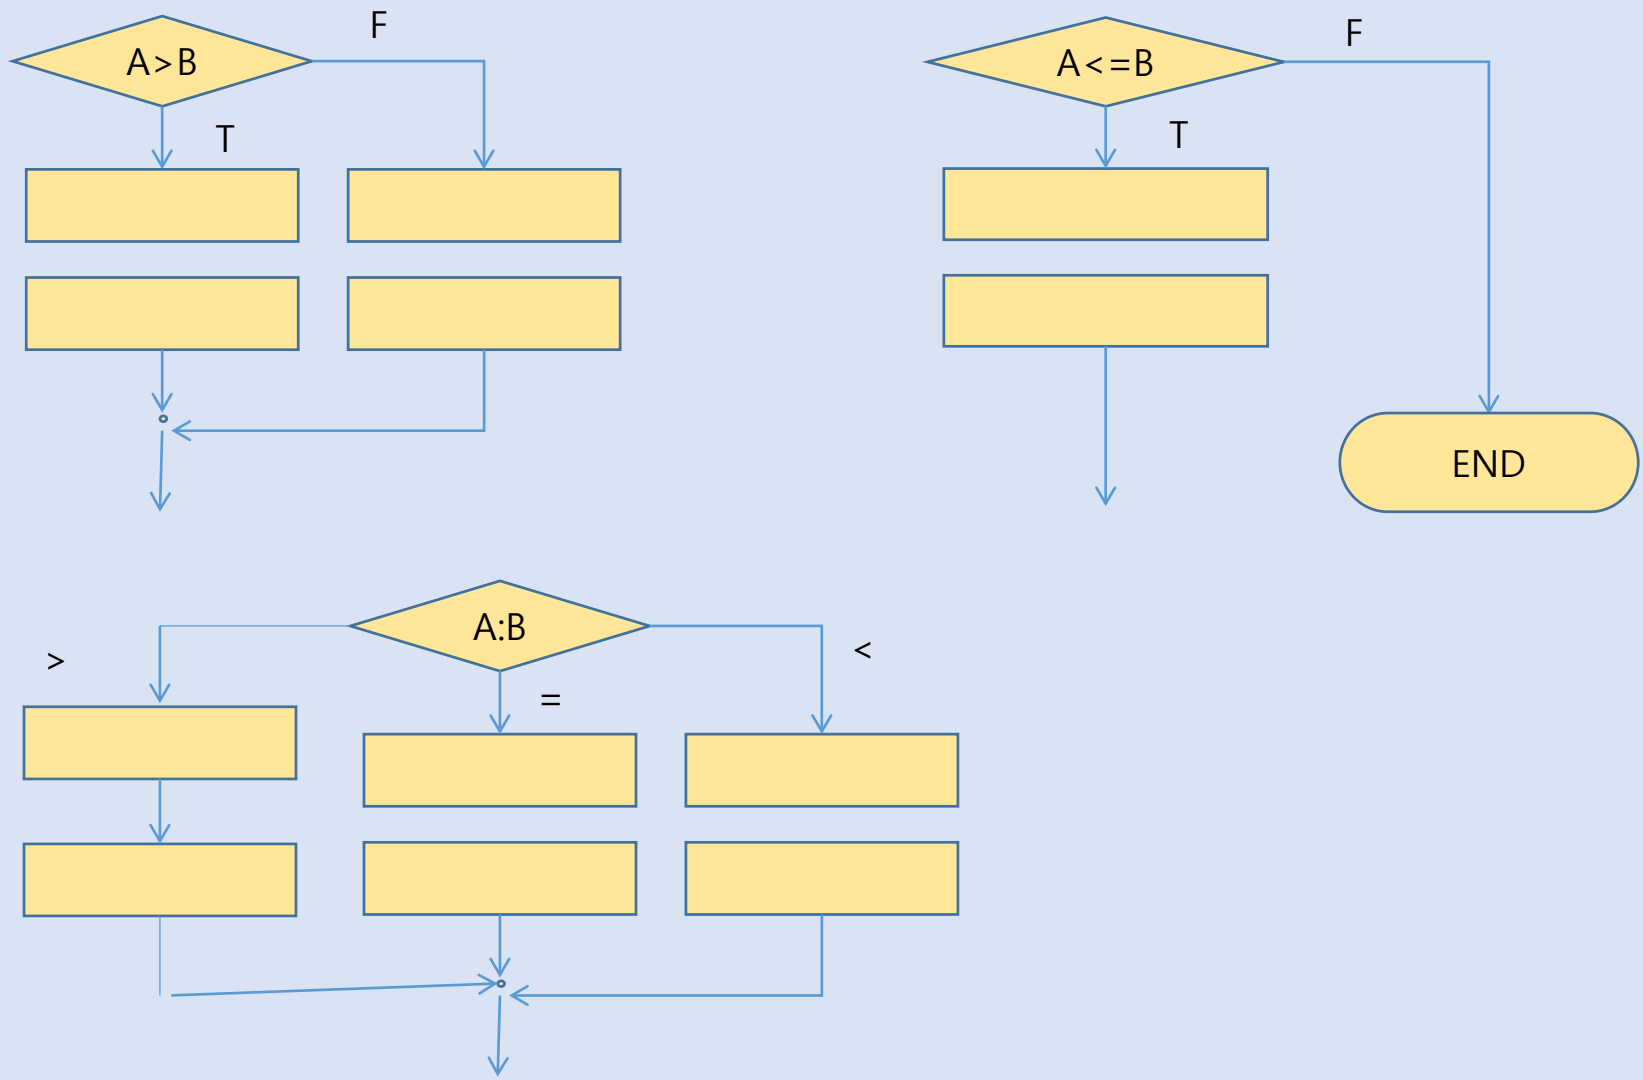 F
A>B
T
F
A<=B
T
END
A:B
>
<
=